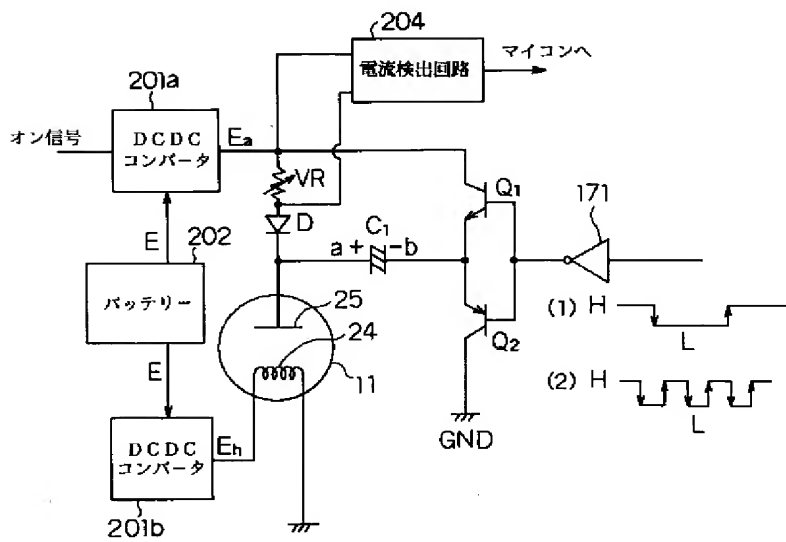 204
電流検出回路
マイコンへ
201a
オン信号
DCDC
コンバータ
Ea
VR
D
Q1
171
E
202
C1
a + - b
バッテリー
25
24
11
Q2
(1) H
L
(2) H
L
E
GND
DCDC
コンバータ
Eh
201b